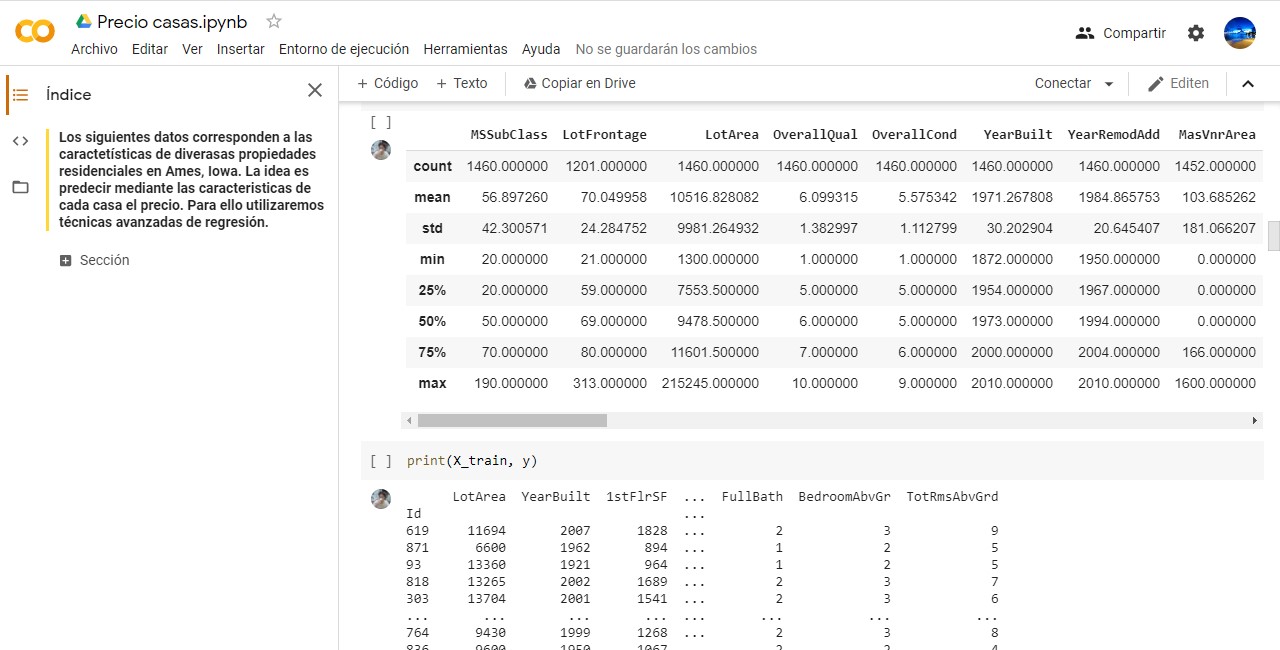 Precio casas.ipynb
Archivo Editar Ver Insertar Entorno de ejecución Herramientas Ayuda No se guardarán los cambios
Compartir
Índice
+ Código + Texto Copiar en Drive Conectar Editen
Los siguientes datos corresponden a las
caractetísticas de diverasas propiedades
residenciales en Ames, Iowa. La idea es
predecir mediante las caracteristicas de
cada casa el precio. Para ello utilizaremos
técnicas avanzadas de regresión.
Sección
[ ]
MSSubClass LotFrontage LotArea OverallQual OverallCond YearBuilt YearRemodAdd MasVnrArea
count 1460.000000 1201.000000 1460.000000 1460.000000 1460.000000 1460.000000 1460.000000 1452.000000
mean 56.897260 70.049958 10516.828082 6.099315 5.575342 1971.267808 1984.865753 103.685262
std 42.300571 24.284752 9981.264932 1.382997 1.112799 30.202904 20.645407 181.066207
min 20.000000 21.000000 1300.000000 1.000000 1.000000 1872.000000 1950.000000 0.000000
25% 20.000000 59.000000 7553.500000 5.000000 5.000000 1954.000000 1967.000000 0.000000
50% 50.000000 69.000000 9478.500000 6.000000 5.000000 1973.000000 1994.000000 0.000000
75% 70.000000 80.000000 11601.500000 7.000000 6.000000 2000.000000 2004.000000 166.000000
max 190.000000 313.000000 215245.000000 10.000000 9.000000 2010.000000 2010.000000 1600.000000
[ ] print(X_train, y)
LotArea YearBuilt 1stFlrSF ... FullBath BedroomAbvGr TotRmsAbvGrd
Id ...
619 11694 2007 1828 ... 2 3 9
871 6600 1962 894 ... 1 2 5
93 13360 1921 964 ... 1 2 5
818 13265 2002 1689 ... 2 3 7
303 13704 2001 1541 ... 2 3 6
... ... ... ... ... ... ... ...
764 9430 1999 1268 ... 2 3 8
836 9600 1950 1067 ... 2 2 4